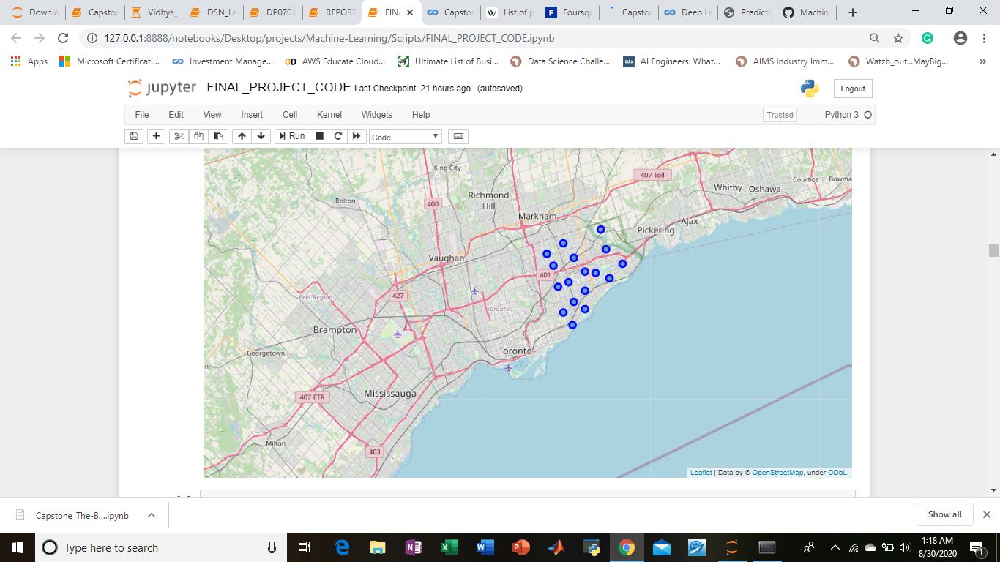 Downlo
Capstor
Vidhya_
DSN_Lo
DP0701
REPORT
FINA
Capstor
List of p
Foursqu
Capstor
Deep Le
Predicti
Machin
127.0.0.1:8888/notebooks/Desktop/projects/Machine-Learning/Scripts/FINAL_PROJECT_CODE.ipynb
Apps
Microsoft Certificati...
Investment Manage...
AWS Educate Cloud...
Ultimate List of Busi...
Data Science Challe...
AI Engineers: What...
AIMS Industry Imm...
Watzh_out...MayBig...
jupyter FINAL_PROJECT_CODE Last Checkpoint: 21 hours ago (autosaved)
Logout
File Edit View Insert Cell Kernel Widgets Help
Trusted
Python 3
Run
Code
King City
407 Toll
Courtice
Bowma
Whitby
Oshawa
Richmond
Hill
Bolton
400
Markham
Ajax
Pickering
Vaughan
401
427
Peel Region
Toronto
Brampton
Georgetown
Toronto
Mississauga
407 ETR
Milton
403
Leaflet | Data by © OpenStreetMap, under ODbL.
Capstone_The-B....ipynb
Show all
Type here to search
1:18 AM
8/30/2020
1